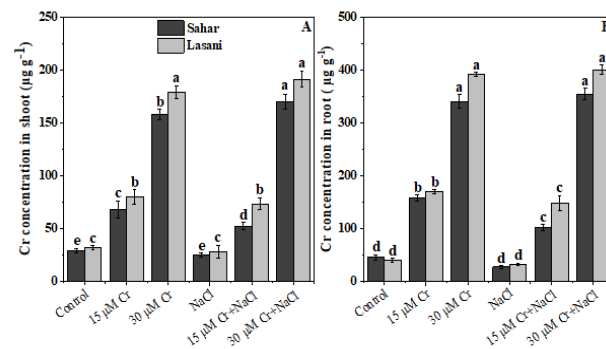 Cr concentration in shoot (µg g⁻¹)
250
200
150
100
50
0
A
Sahar
Lasani
e c
c b
b a
e c
d b
a a
Control
15 µM Cr
30 µM Cr
NaCl
15 µM Cr+NaCl
30 µM Cr+NaCl
Cr concentration in root ( µg g⁻¹)
500
400
300
200
100
0
d d
b b
a a
d d
c c
a a
Control
15 µM Cr
30 µM Cr
NaCl
15 µM Cr+NaCl
30 µM Cr+NaCl